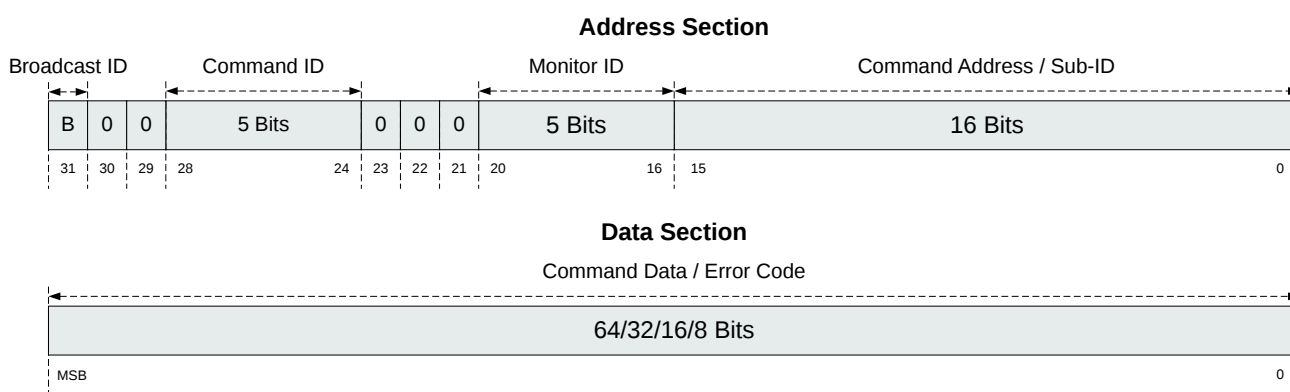 Address Section
Broadcast ID Command ID Monitor ID Command Address / Sub-ID
B 0 0 5 Bits 0 0 0 5 Bits 16 Bits
31 30 29 28 24 23 22 21 20 16 15 0
Data Section
Command Data / Error Code
64/32/16/8 Bits
MSB 0